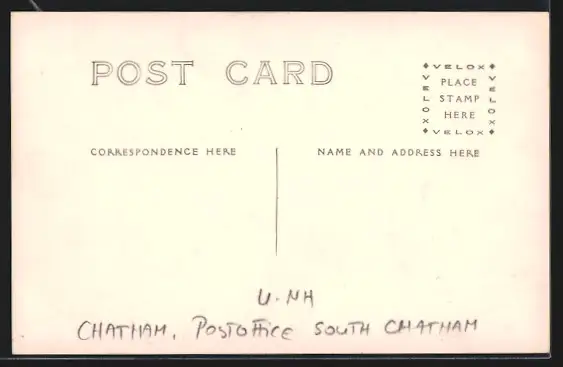 POST CARD
♦VELOX♦
VELOX
PLACE
STAMP
HERE
VELOX
♦VELOX♦
CORRESPONDENCE HERE
NAME AND ADDRESS HERE
U.NH
CHATHAM, Postoffice SOUTH CHATHAM